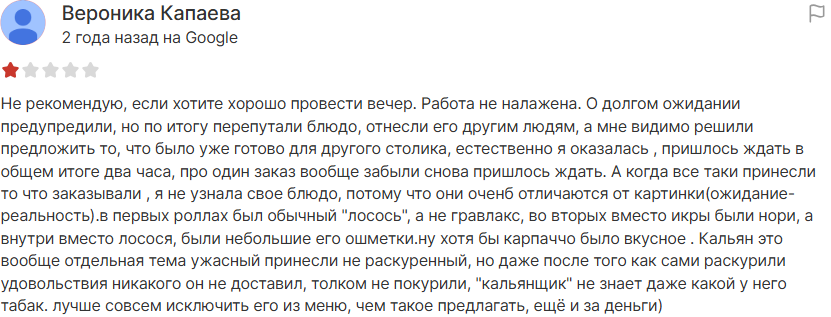 Вероника Капаева
2 года назад на Google
Не рекомендую, если хотите хорошо провести вечер. Работа не налажена. О долгом ожидании
предупредили, но по итогу перепутали блюдо, отнесли его другим людям, а мне видимо решили
предложить то, что было уже готово для другого столика, естественно я оказалась , пришлось ждать в
общем итоге два часа, про один заказ вообще забыли снова пришлось ждать. А когда все таки принесли
то что заказывали , я не узнала свое блюдо, потому что они оченб отличаются от картинки(ожидание-
реальность).в первых роллах был обычный "лосось", а не гравлакс, во вторых вместо икры были нори, а
внутри вместо лосося, были небольшие его ошметки.ну хотя бы карпаччо было вкусное . Кальян это
вообще отдельная тема ужасный принесли не раскуренный, но даже после того как сами раскурили
удовольствия никакого он не доставил, толком не покурили, "кальянщик" не знает даже какой у него
табак. лучше совсем исключить его из меню, чем такое предлагать, ещё и за деньги)